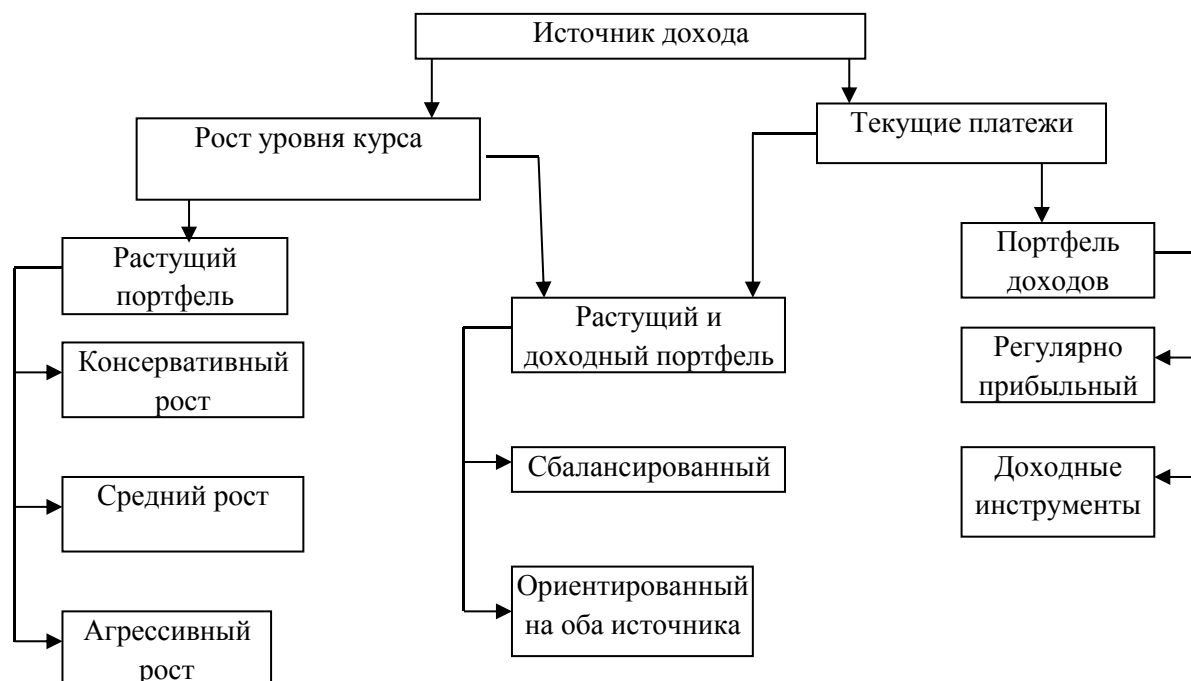 Источник дохода
Рост уровня курса
Текущие платежи
Растущий
портфель
Консервативный
рост
Средний рост
Агрессивный
рост
Растущий и
доходный портфель
Сбалансированный
Ориентированный
на оба источника
Портфель
доходов
Регулярно
прибыльный
Доходные
инструменты